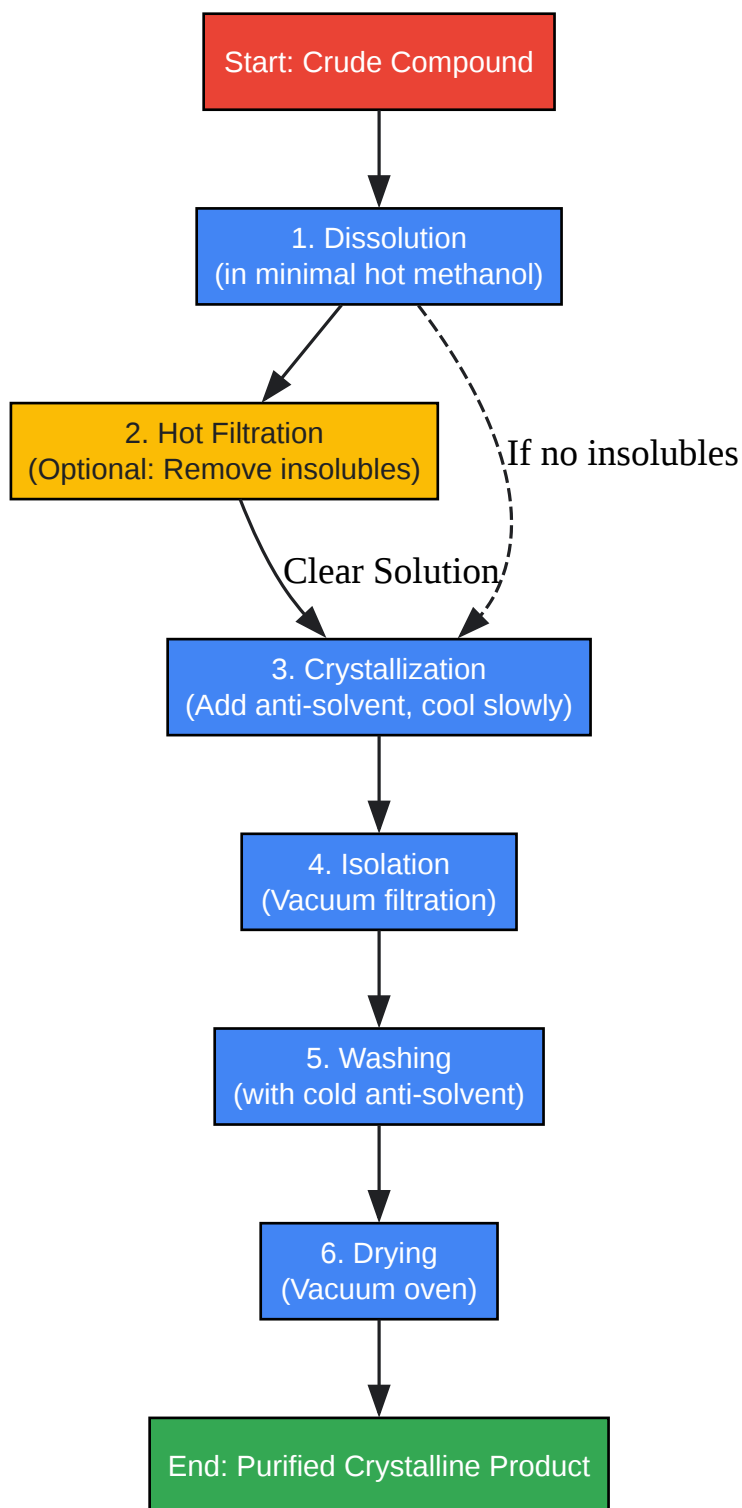 Start: Crude Compound
1. Dissolution
(in minimal hot methanol)
2. Hot Filtration
(Optional: Remove insolubles)
If no insolubles
Clear Solution
3. Crystallization
(Add anti-solvent, cool slowly)
4. Isolation
(Vacuum filtration)
5. Washing
(with cold anti-solvent)
6. Drying
(Vacuum oven)
End: Purified Crystalline Product